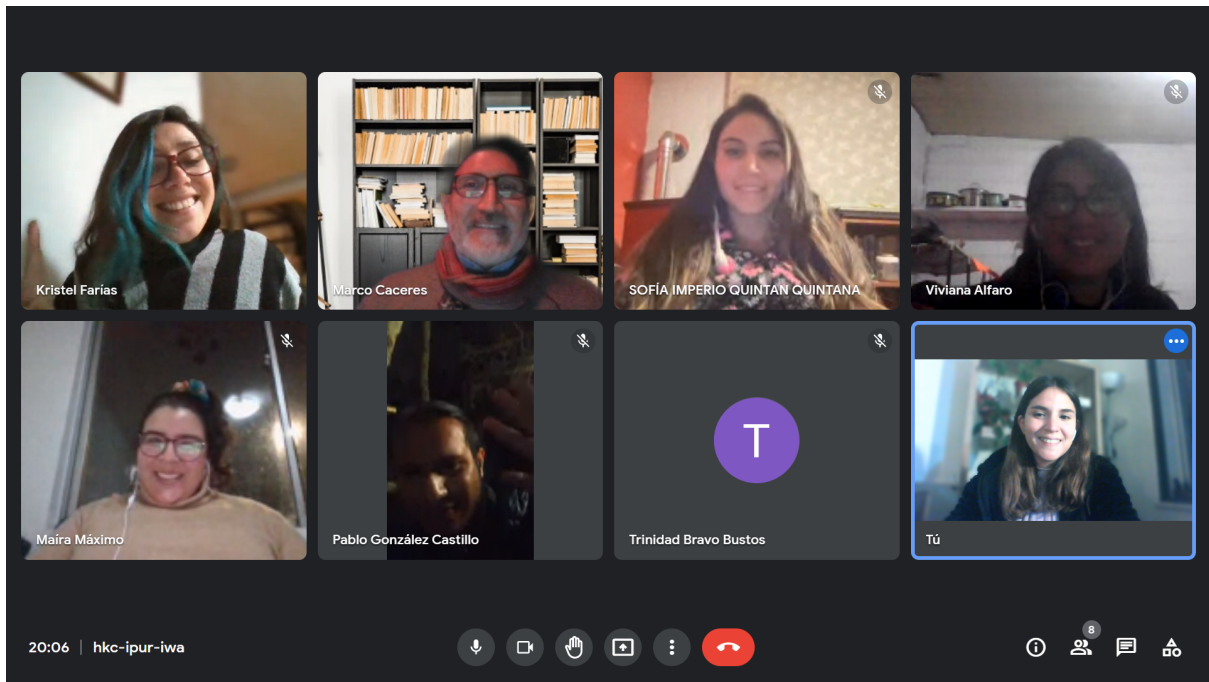 Kristel Farías
Marco Caceres
SOFÍA IMPERIO QUINTAN QUINTANA
Viviana Alfaro
Maira Máximo
Pablo González Castillo
T
Trinidad Bravo Bustos
Tú
8
20:06 | hkc-ipur-iwa